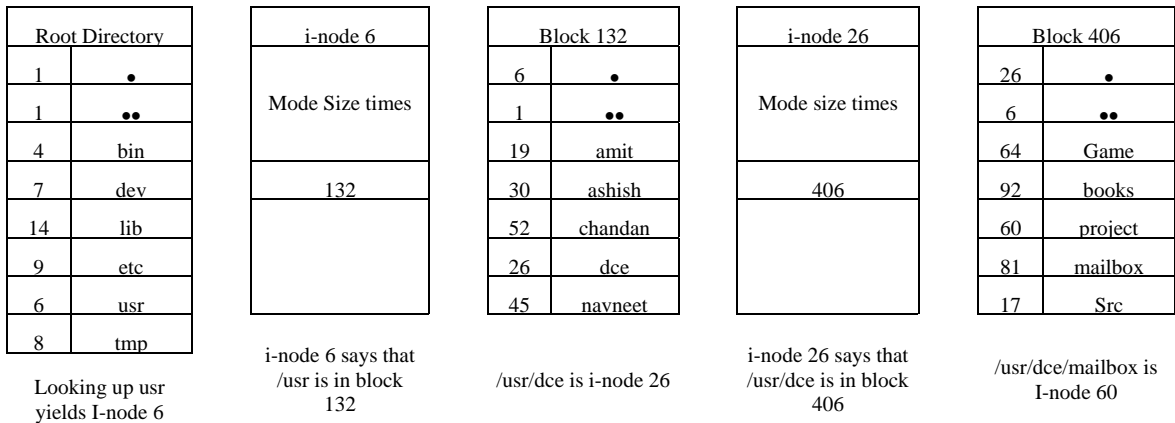 Root Directory
1 •
1 ••
4 bin
7 dev
14 lib
9 etc
6 usr
8 tmp
Looking up usr
yields I-node 6
i-node 6
Mode Size times
132
i-node 6 says that
/usr is in block
132
Block 132
6 •
1 ••
19 amit
30 ashish
52 chandan
26 dce
45 navneet
/usr/dce is i-node 26
i-node 26
Mode size times
406
i-node 26 says that
/usr/dce is in block
406
Block 406
26 •
6 ••
64 Game
92 books
60 project
81 mailbox
17 Src
/usr/dce/mailbox is
I-node 60